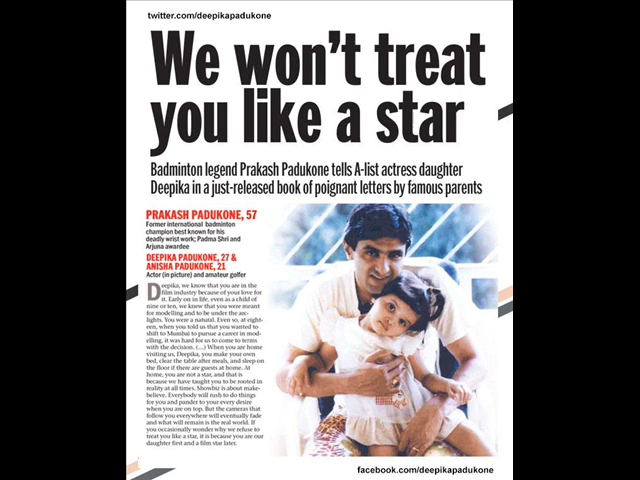 twitter.com/deepikapadukone
We won't treat
you like a star
Badminton legend Prakash Padukone tells A-list actress daughter
Deepika in a just-released book of poignant letters by famous parents
PRAKASH PADUKONE, 57
Former international badminton
champion best known for his
deadly wrist work; Padma Shri and
Arjuna awardee
DEEPIKA PADUKONE, 27 &
ANISHA PADUKONE, 21
Actor (in picture) and amateur golfer
Deepika, we know that you are in the
film industry because of your love for
it. Early on in life, even as a child of
nine or ten, we knew that you were meant
for modelling and to be under the arc-
lights. You were a natural. Even so, at eight-
een, when you told us that you wanted to
shift to Mumbai to pursue a career in mod-
elling, it was hard for us to come to terms
with the decision. (....) When you are home
visiting us, Deepika, you make your own
bed, clear the table after meals, and sleep on
the floor if there are guests at home. At
home, you are not a star, and that is
because we have taught you to be rooted in
reality at all times. Showbiz is about make-
believe. Everybody will rush to do things
for you and pander to your every desire
when you are on top. But the cameras that
follow you everywhere will eventually fade
and what will remain is the real world. If
you occasionally wonder why we refuse to
treat you like a star, it is because you are our
daughter first and a film star later.
facebook.com/deepikapadukone